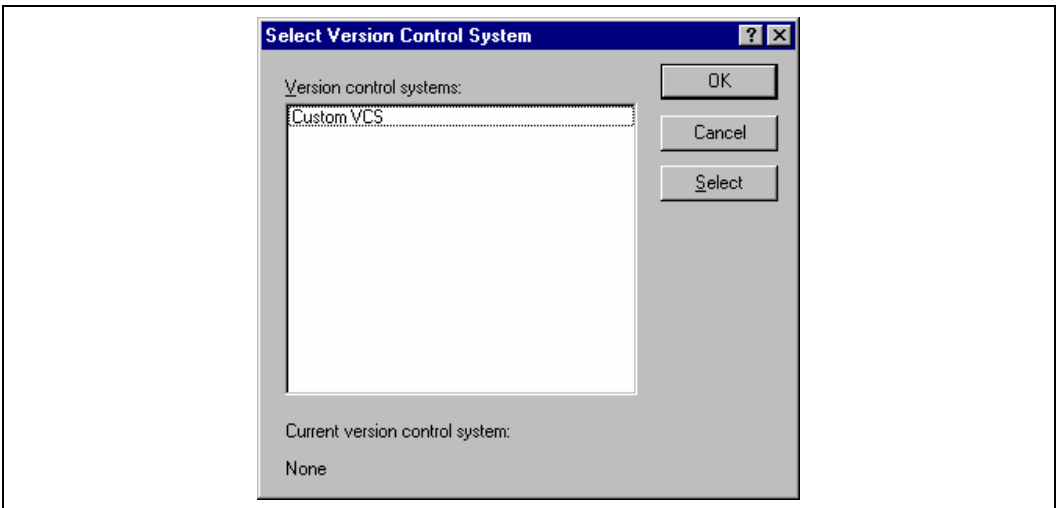 Select Version Control System
Version control systems:
OK
Custom VCS
Cancel
Select
Current version control system:
None